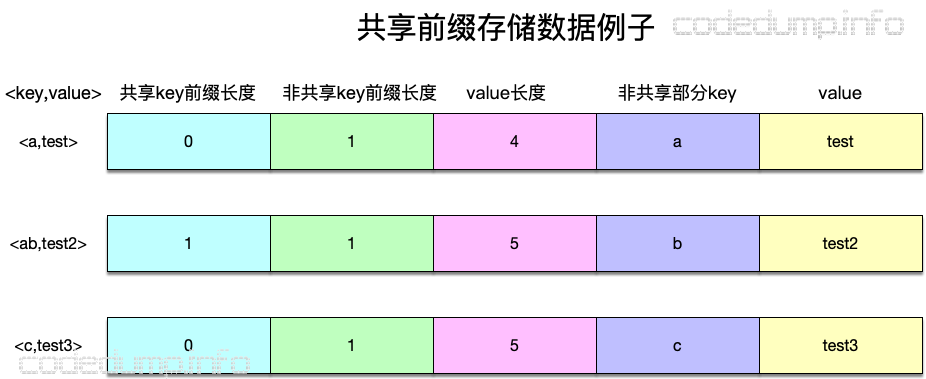 共享前缀存储数据例子 codedump.info
<key,value> 共享key前缀长度 非共享key前缀长度 value长度 非共享部分key value
<a,test> 0 1 4 a test
<ab,test2> 1 1 5 b test2
<c,test3> 0 1 5 c test3
codedump.info